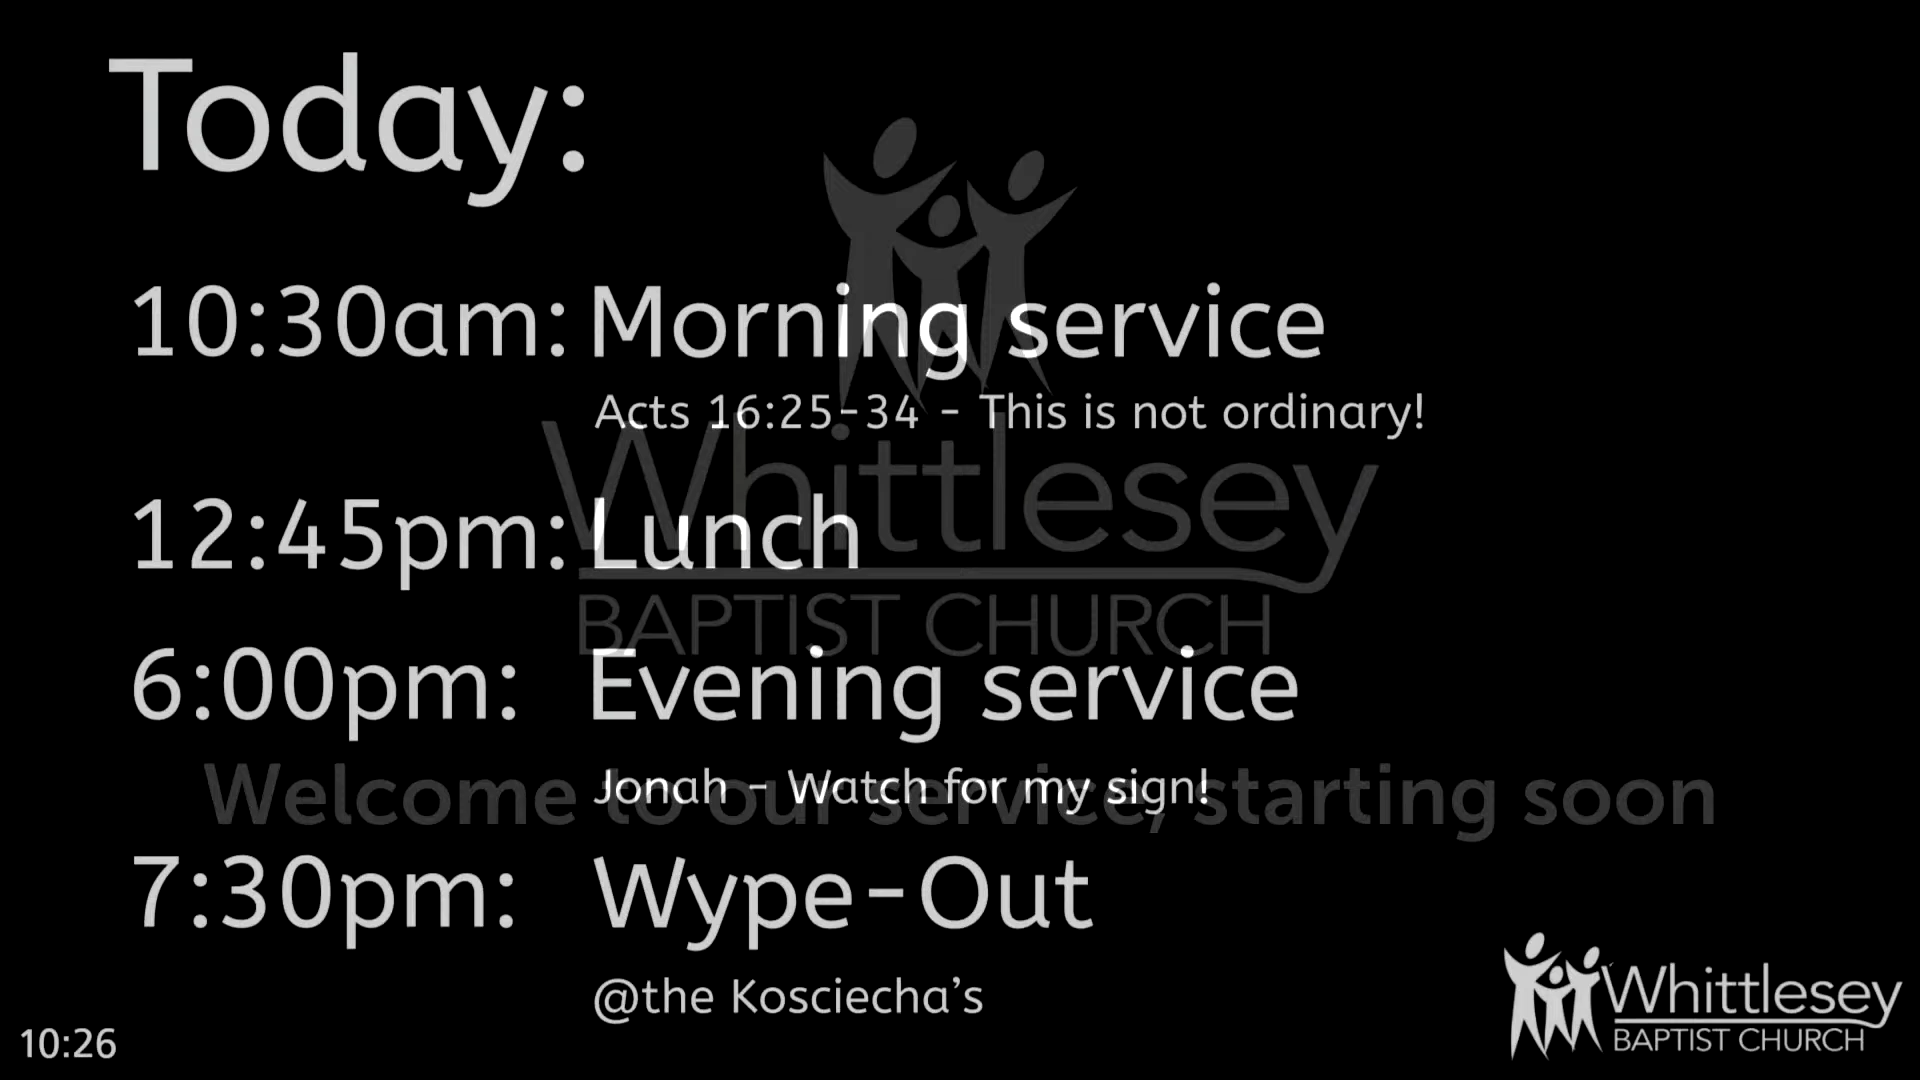 Today:
10:30am: Morning service
Acts 16:25-34 - This is not ordinary!
Whittlesey
12:45pm: Lunch
BAPTIST CHURCH
6:00pm: Evening service
Jonah - Watch for my sign!
Welcome to our service, starting soon
7:30pm: Wype-Out
@the Kosciecha's
Whittlesey
BAPTIST CHURCH
10:26